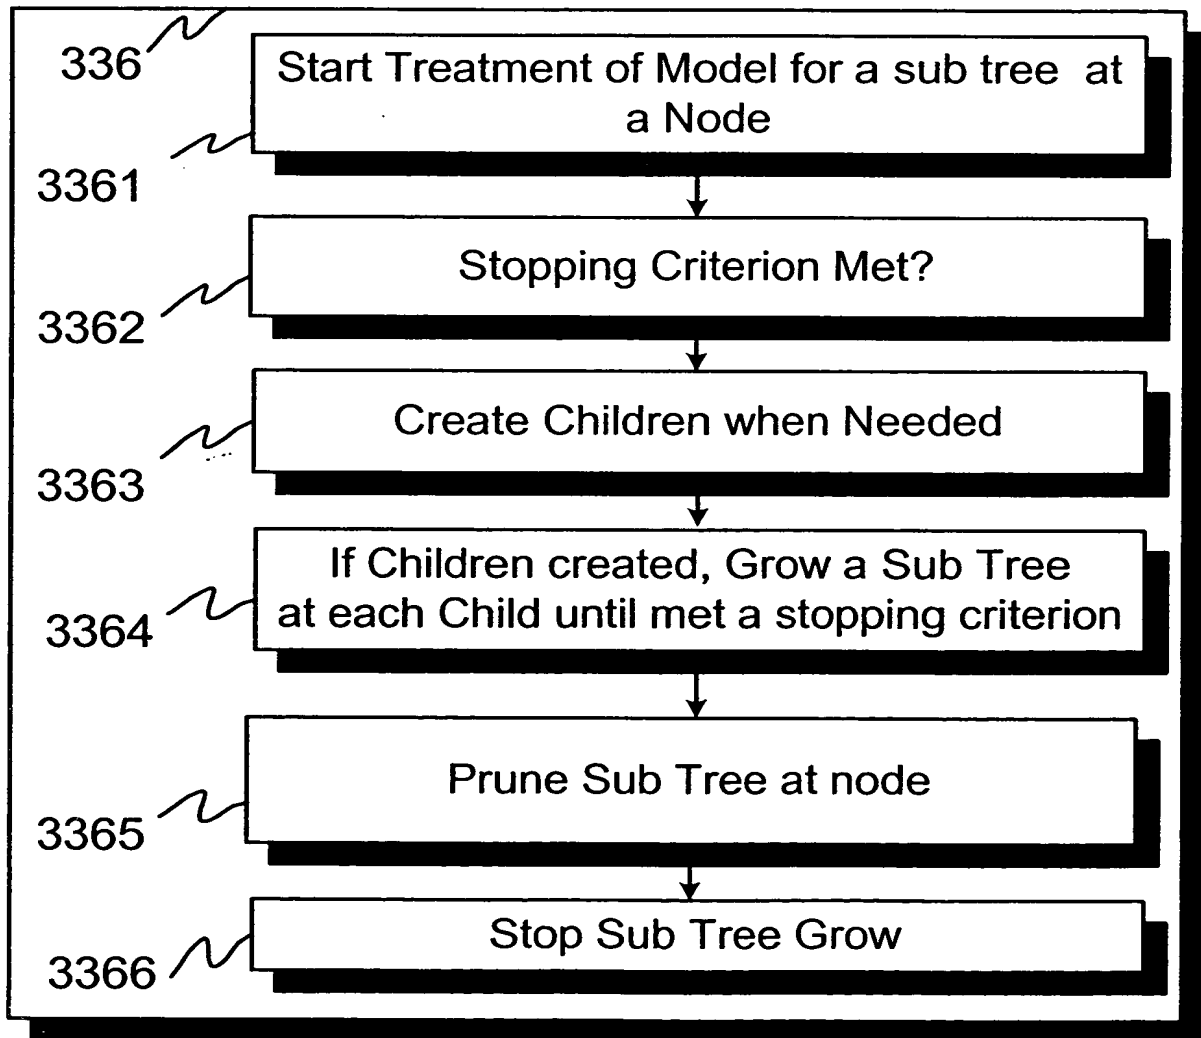 336
Start Treatment of Model for a sub tree at
a Node
3361
Stopping Criterion Met?
3362
Create Children when Needed
3363
If Children created, Grow a Sub Tree
at each Child until met a stopping criterion
3364
Prune Sub Tree at node
3365
Stop Sub Tree Grow
3366